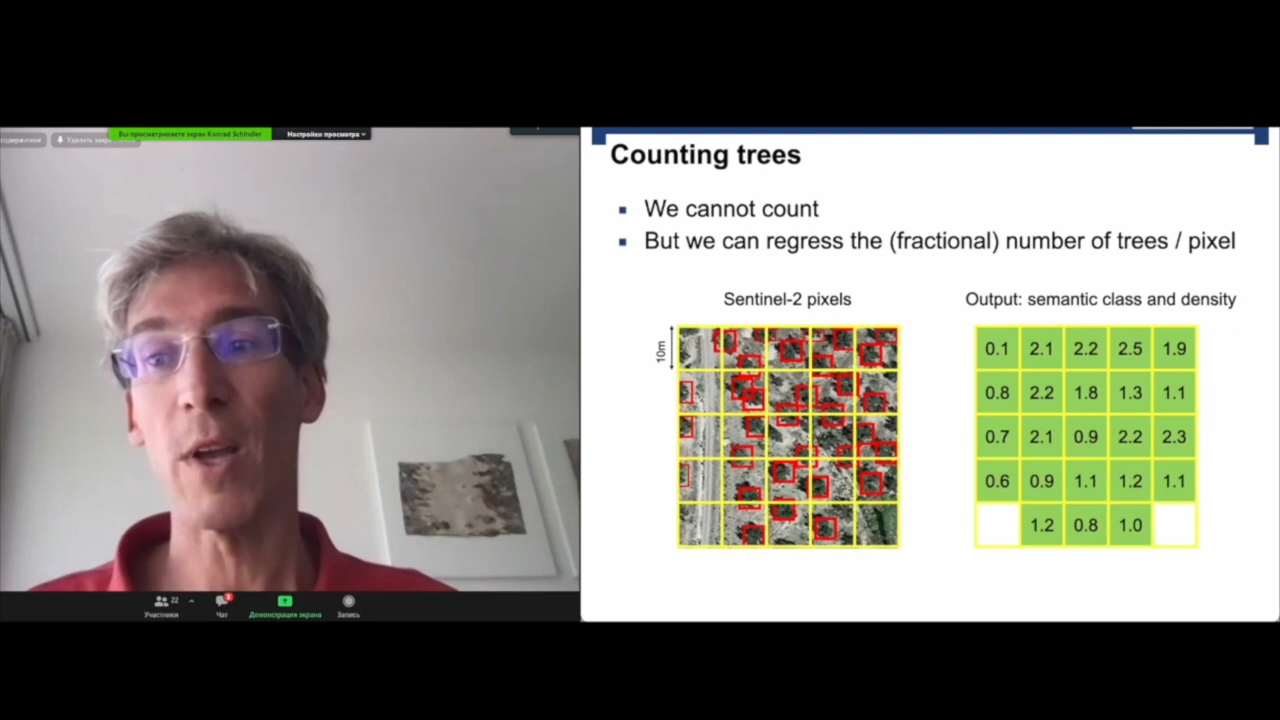 Вы просматриваете экран Konrad Schindler
Настройки просмотра
Counting trees
We cannot count
But we can regress the (fractional) number of trees / pixel
Sentinel-2 pixels
Output: semantic class and density
10m
0.1 2.1 2.2 2.5 1.9
0.8 2.2 1.8 1.3 1.1
0.7 2.1 0.9 2.2 2.3
0.6 0.9 1.1 1.2 1.1
1.2 0.8 1.0
22
3
Участники
Чат
Демонстрация экрана
Запись